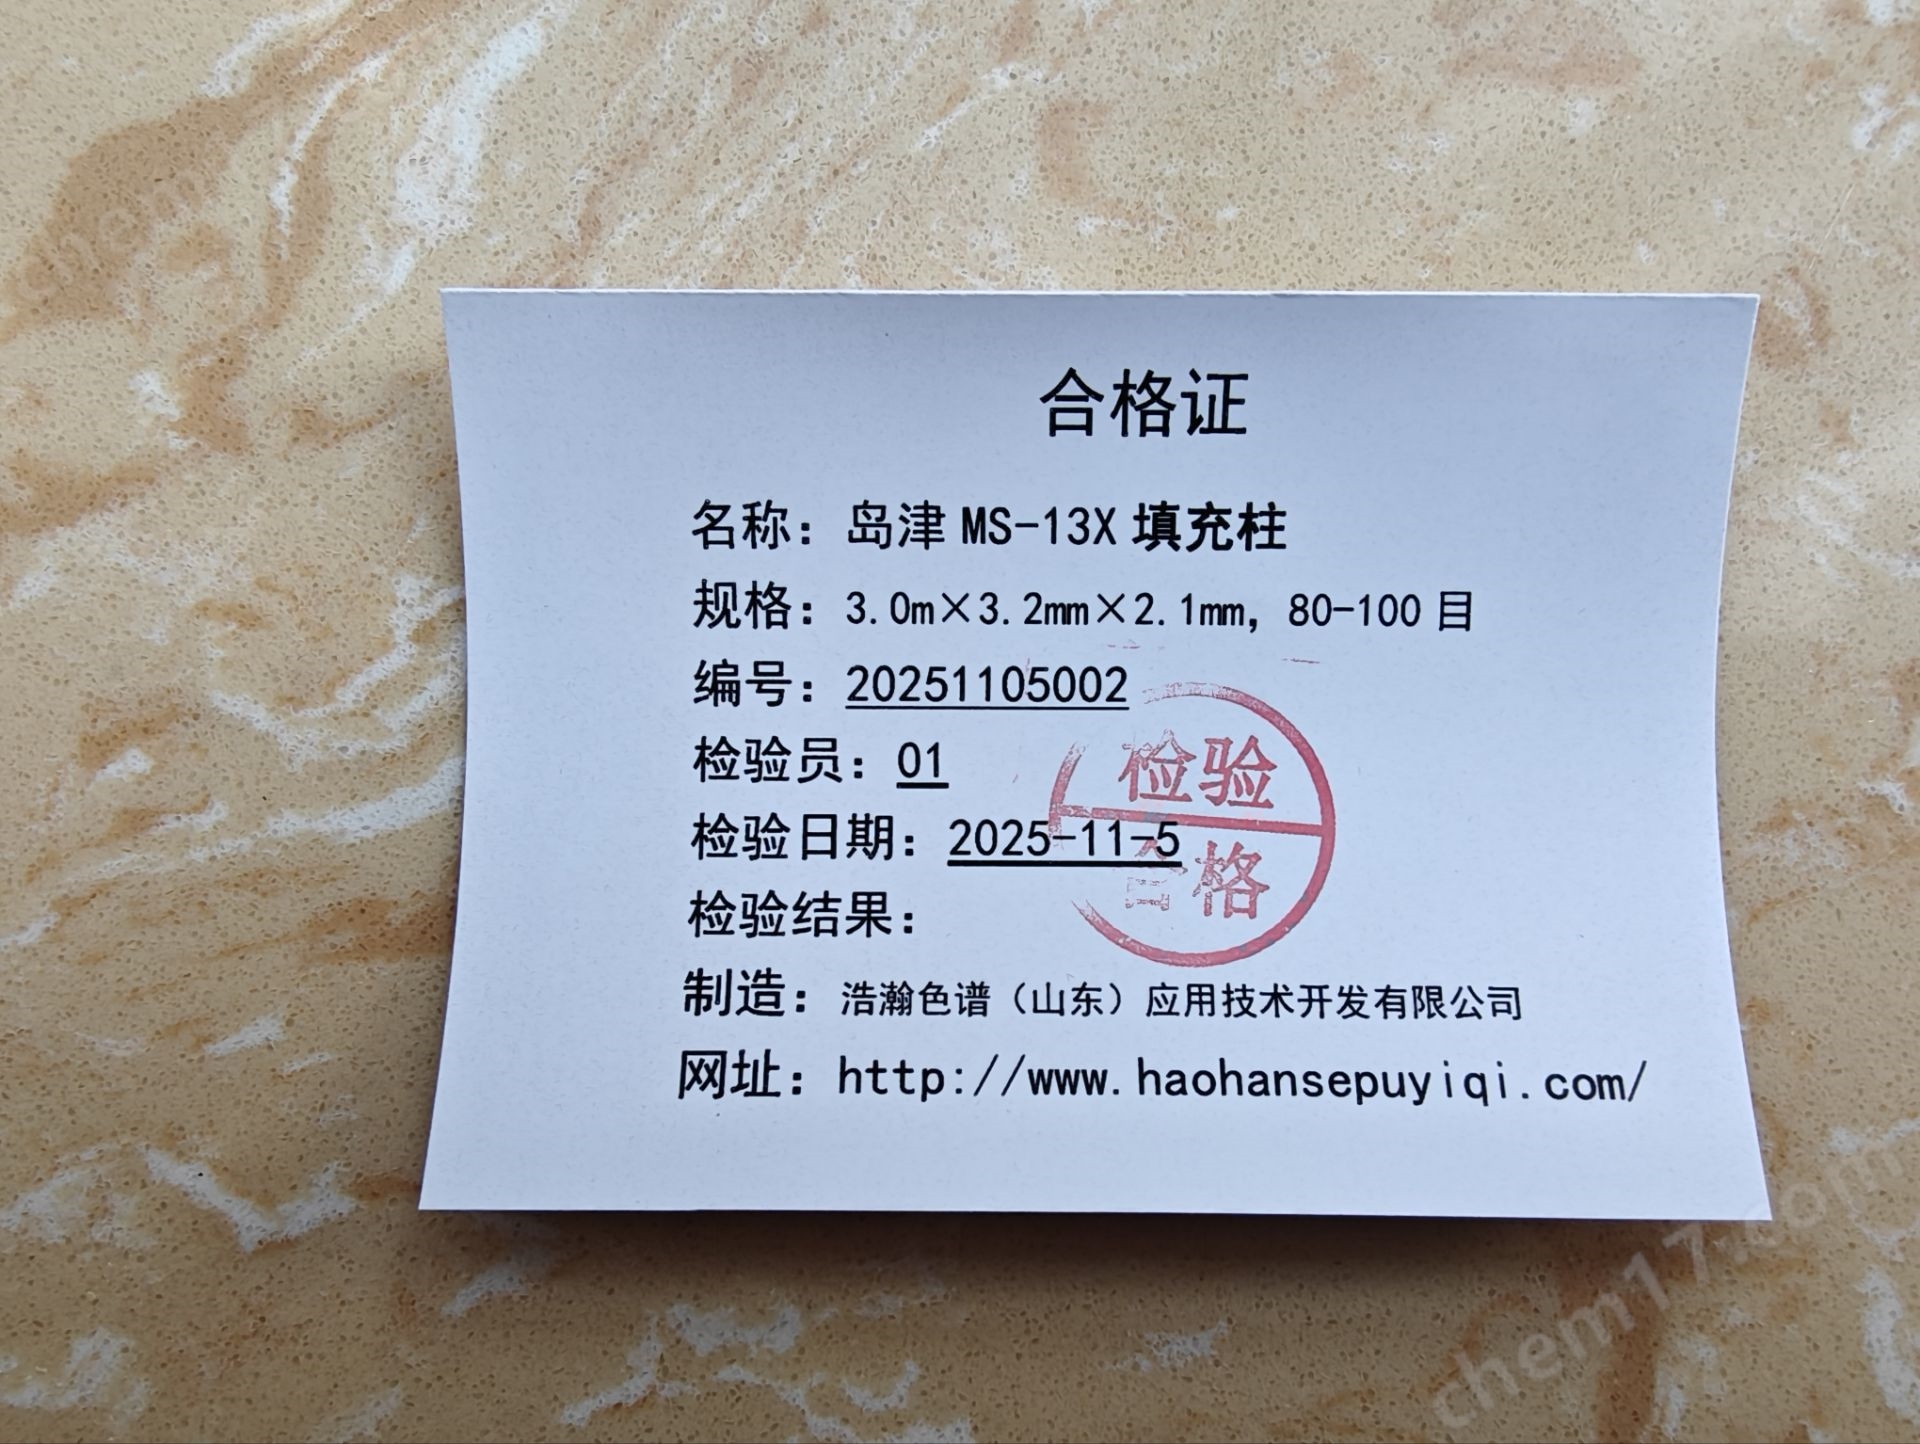 合格证
名称：岛津 MS-13X 填充柱
规格：3.0m×3.2mm×2.1mm，80-100 目
编号：20251105002
检验员：01
检验日期：2025-11-5
检验结果：
检验
合格
制造：浩瀚色谱（山东）应用技术开发有限公司
网址：http://www.haohansepuyiqi.com/
chem17.com